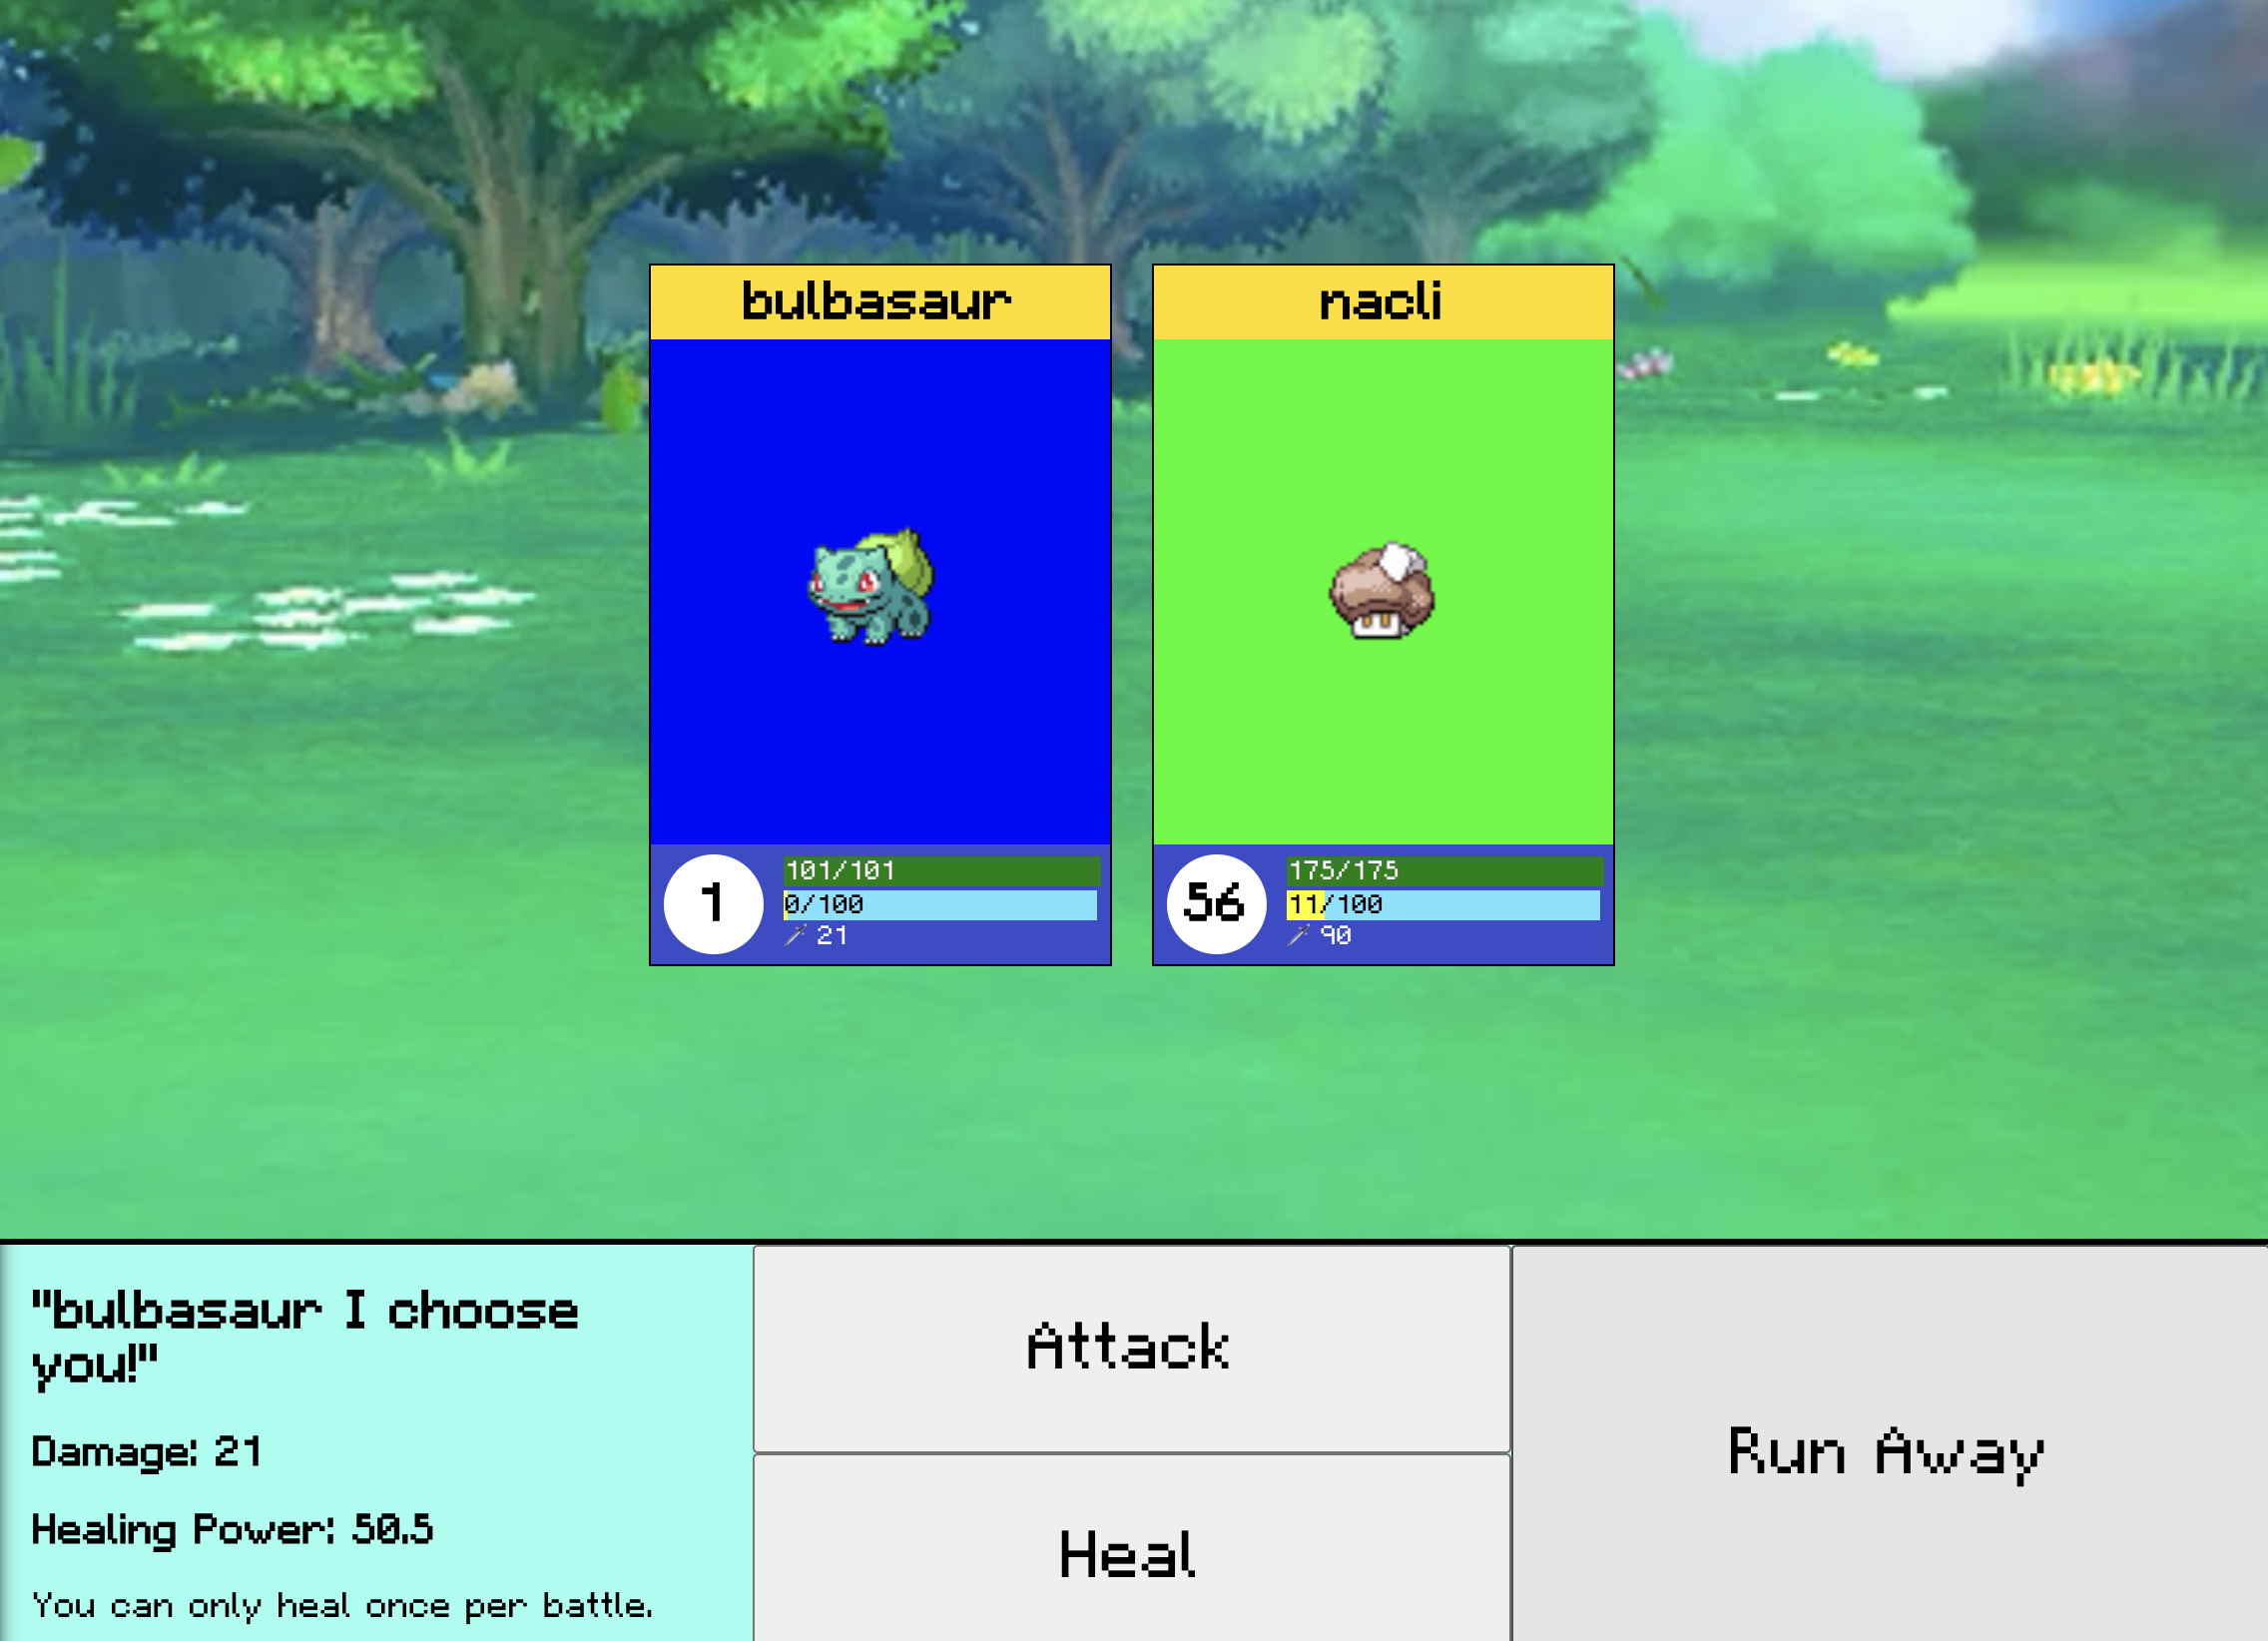 bulbasaur
nacli
1
101/101
0/100
21
56
175/175
11/100
90
"bulbasaur I choose
you!"
Damage: 21
Healing Power: 50.5
You can only heal once per battle.
Attack
Heal
Run Away